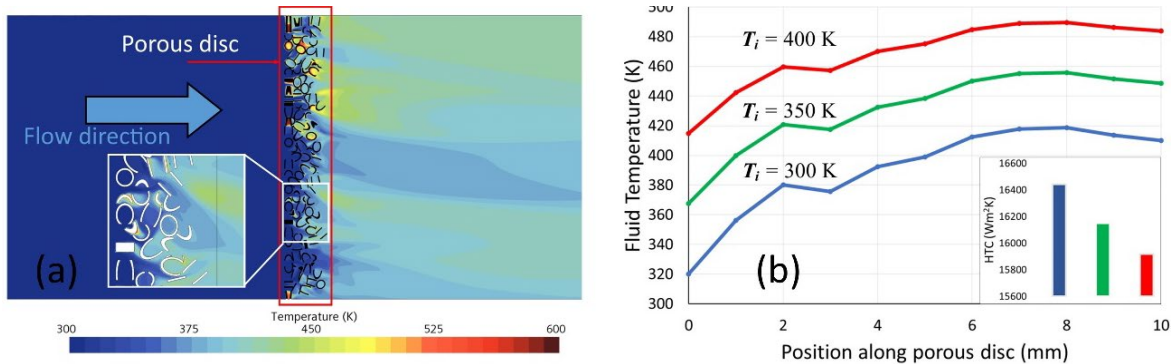 Porous disc
Flow direction
(a)
Temperature (K)
300 375 450 525 600
500
480
460
440
420
400
380
360
340
320
300
Fluid Temperature (K)
T_i = 400 K
T_i = 350 K
T_i = 300 K
(b)
16600
16400
16200
16000
15800
15600
HTC (Wm²K)
0 2 4 6 8 10
Position along porous disc (mm)